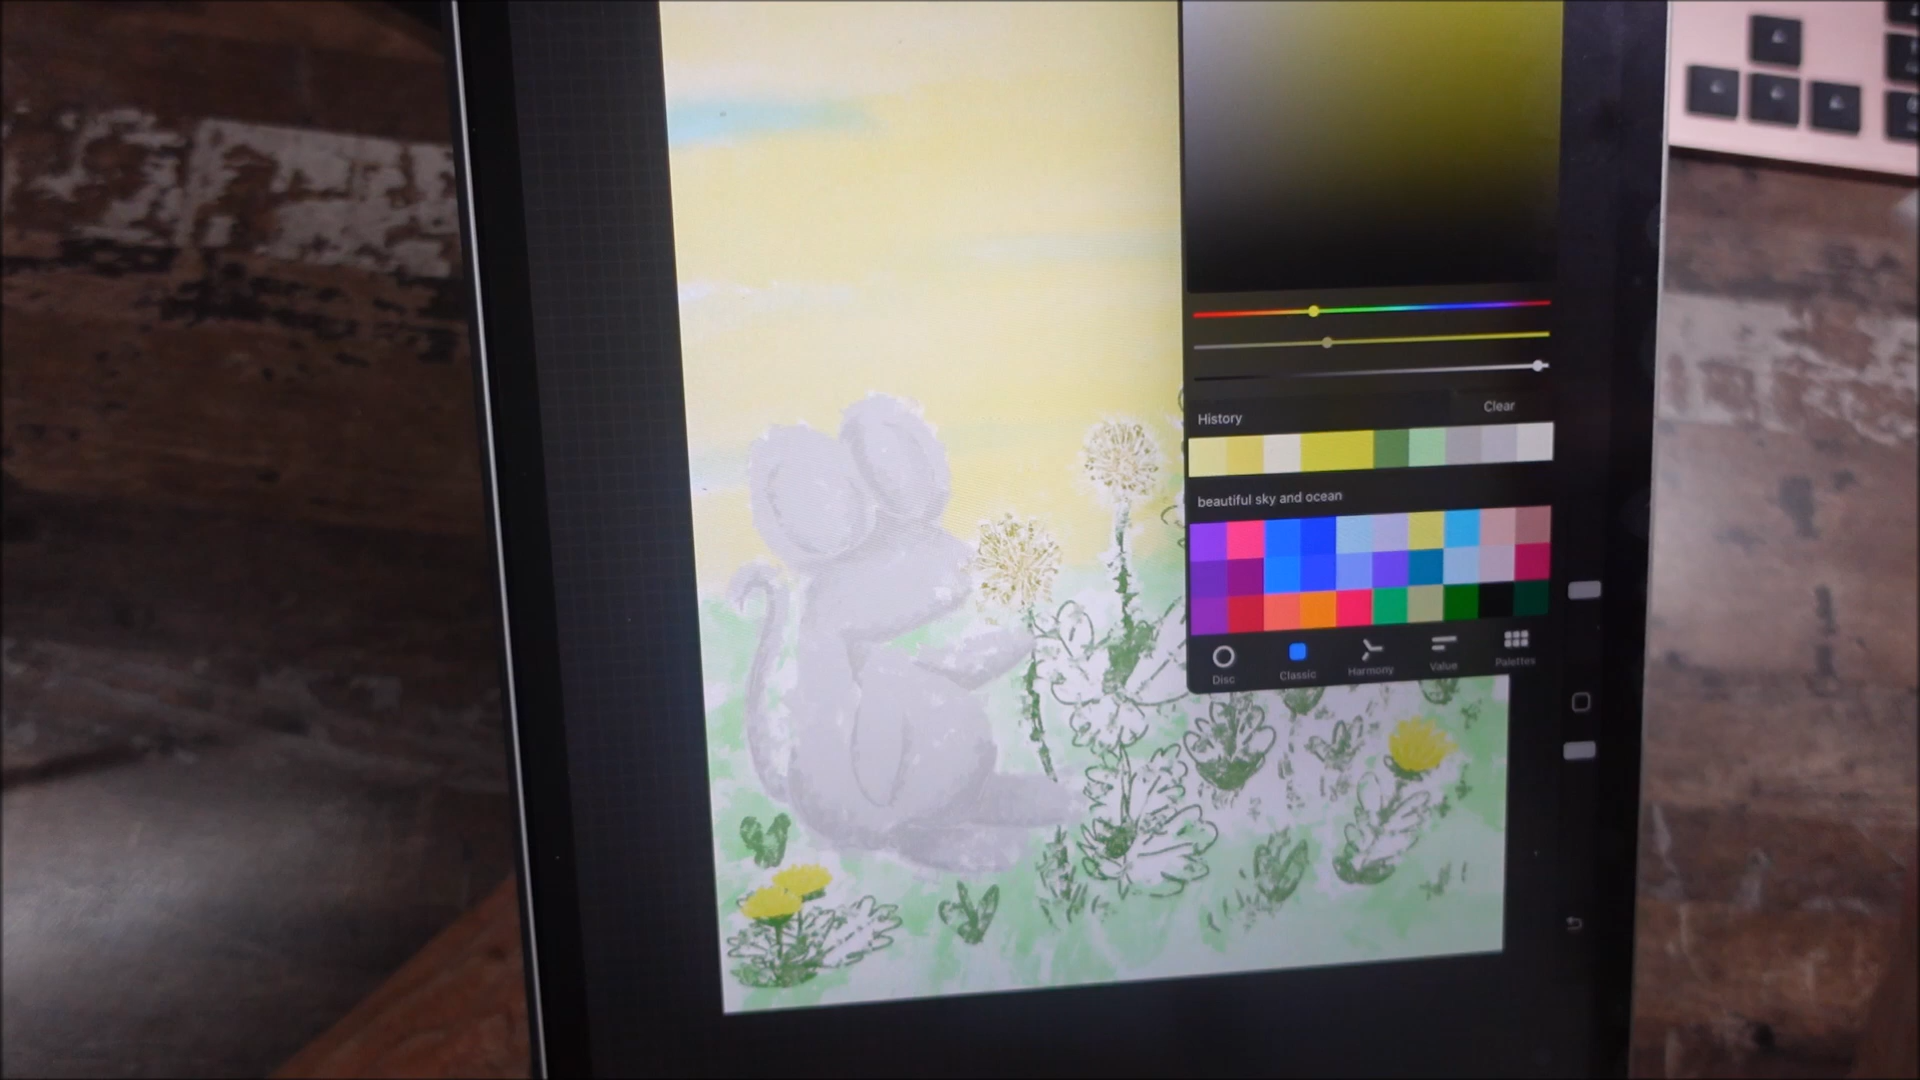 History
Clear
beautiful sky and ocean
Disc
Classic
Harmony
Value
Palettes